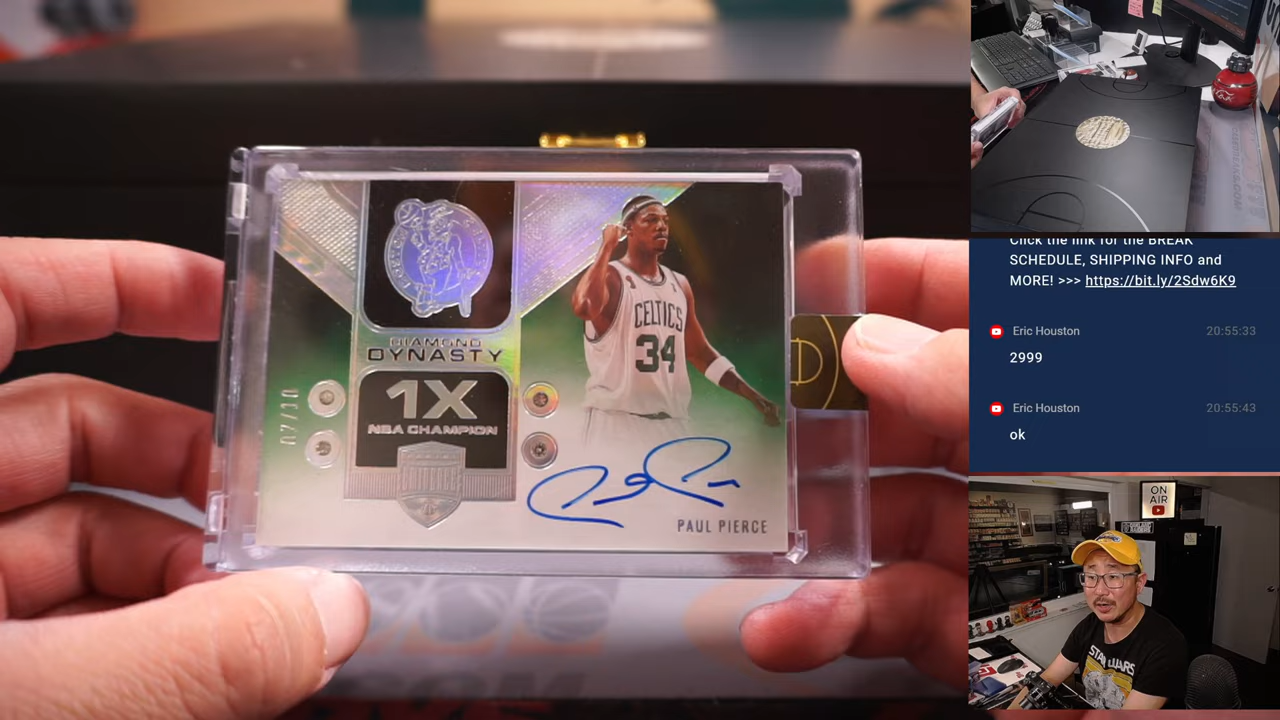 DIAMOND
DYNASTY
1X
NBA CHAMPION
07/10
CELTICS
34
PAUL PIERCE
Click the link for the BREAK
SCHEDULE, SHIPPING INFO and
MORE! >>> https://bit.ly/2Sdw6K9
Eric Houston
20:55:33
2999
Eric Houston
20:55:43
ok
ON
AIR
STAR WARS